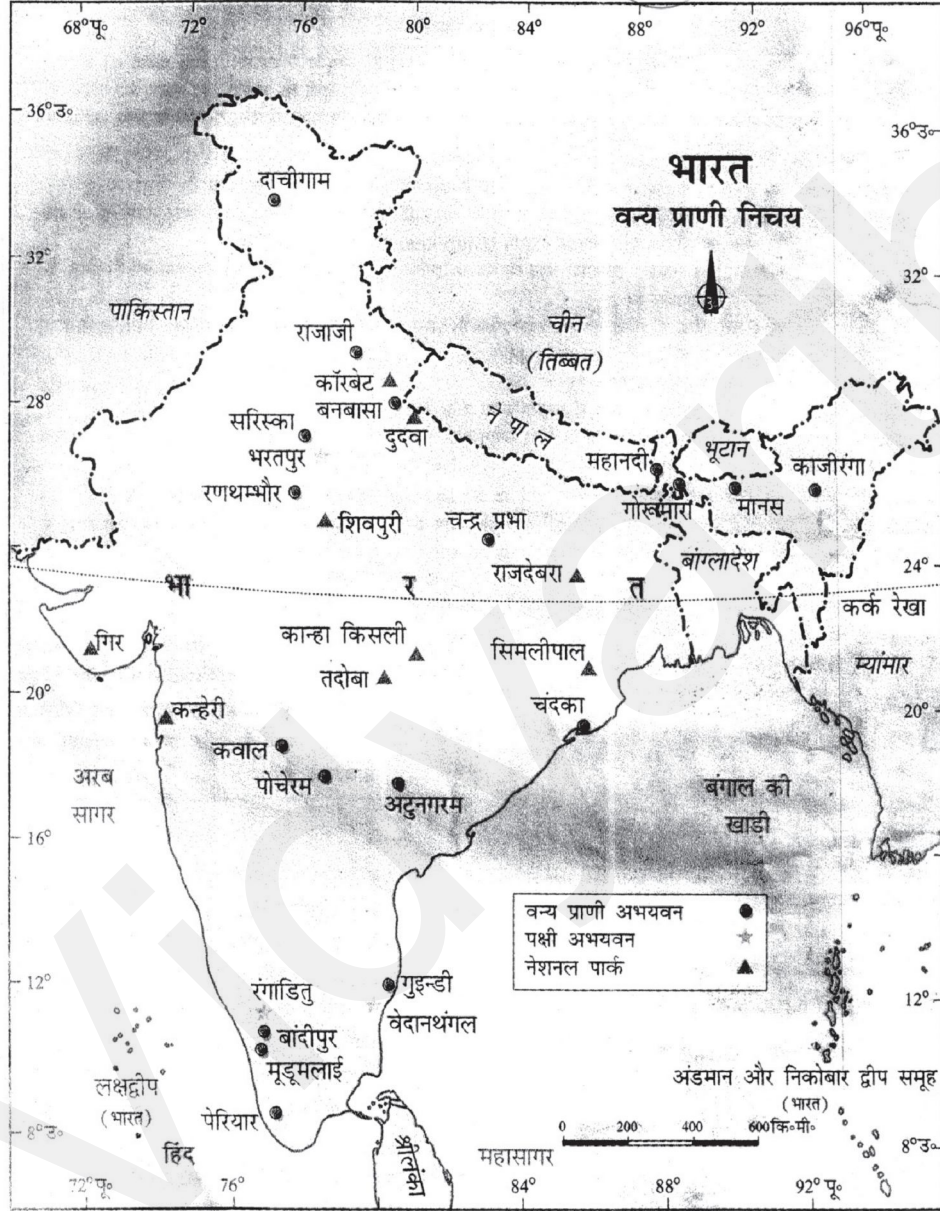 68°पू॰ 72° 76° 80° 84° 88° 92° 96°पू॰
36°उ॰
36°उ॰
भारत
वन्य प्राणी निचय
दाचीगाम
32°
32°
पाकिस्तान
चीन
(तिब्बत)
राजाजी
कॉरबेट
28°
बनबासा
नेपाल
सरिस्का
दुदवा
भूटान
भरतपुर
महानदी
काजीरंगा
रणथम्भौर
गोखमारा
मानस
शिवपुरी
चन्द्र प्रभा
बांग्लादेश
राजदेबरा
24°
भा र त
कर्क रेखा
गिर
कान्हा किसली
सिमलीपाल
म्यांमार
तंदोबा
20°
20°
कन्हेरी
चंदका
कवाल
अरब
सागर
पोचेरम
अटुनगरम
बंगाल की
खाड़ी
16°
वन्य प्राणी अभयवन
पक्षी अभयवन
नेशनल पार्क
12°
12°
रंगाडितु
गुइन्डी
वेदानथंगल
बांदीपुर
मूडूमलाई
लक्षद्वीप
(भारत)
अंडमान और निकोबार द्वीप समूह
(भारत)
पेरियार
0 200 400 600कि॰मी॰
8°उ॰
8°उ॰
हिंद
महासागर
श्रीलंका
72°पू॰ 76° 84° 88° 92°पू॰
Vidyarth